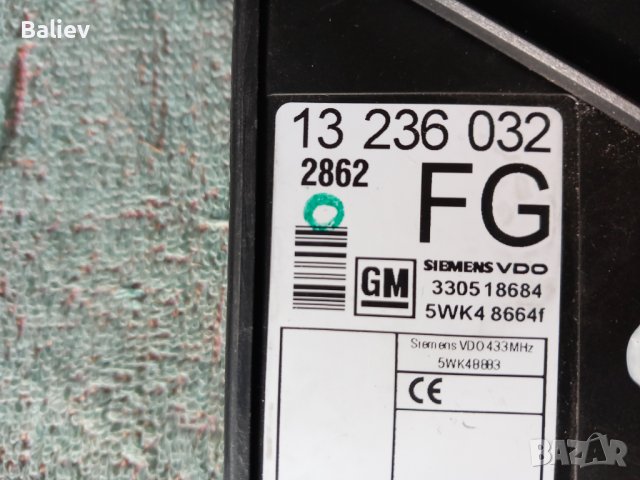 Baliev
13 236 032
2862
FG
GM
SIEMENS VDO
330518684
5WK4 8664f
Siemens VDO 433MHz
5WK48883
CE
BAZAR